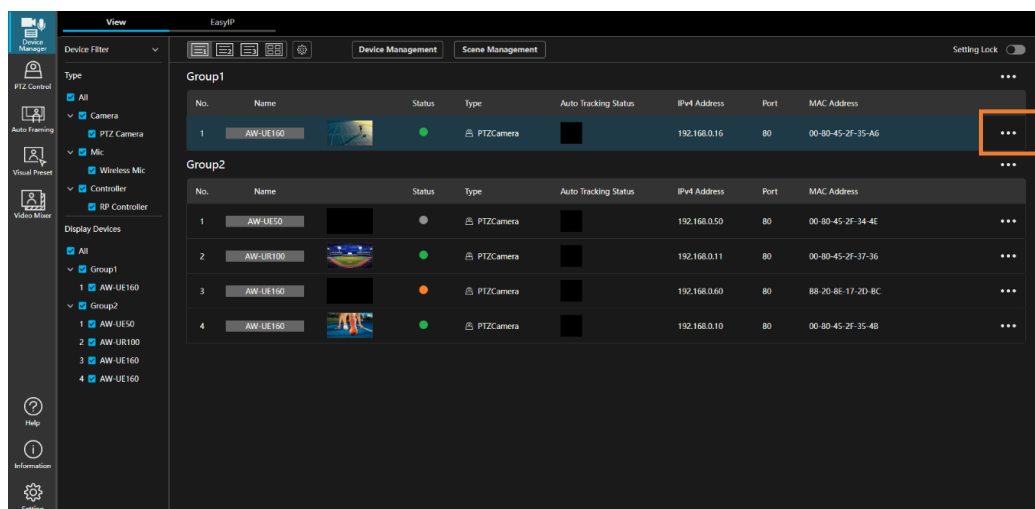 View
EasyIP
Device Manager
PTZ Control
Auto Framing
Visual Preset
Video Mixer
Help
Information
Setting
Device Filter
Type
All
Camera
PTZ Camera
Mic
Wireless Mic
Controller
RP Controller
Display Devices
All
Group1
1 AW-UE160
Group2
1 AW-UE50
2 AW-UR100
3 AW-UE160
4 AW-UE160
1 2 3
Device Management
Scene Management
Setting Lock
Group1
No. Name Status Type Auto Tracking Status IPv4 Address Port MAC Address
1 AW-UE160 PTZCamera 192.168.0.16 80 00-80-45-2F-35-A6
Group2
No. Name Status Type Auto Tracking Status IPv4 Address Port MAC Address
1 AW-UE50 PTZCamera 192.168.0.50 80 00-80-45-2F-34-4E
2 AW-UR100 PTZCamera 192.168.0.11 80 00-80-45-2F-37-36
3 AW-UE160 PTZCamera 192.168.0.60 80 B8-20-8E-17-2D-BC
4 AW-UE160 PTZCamera 192.168.0.10 80 00-80-45-2F-35-4B